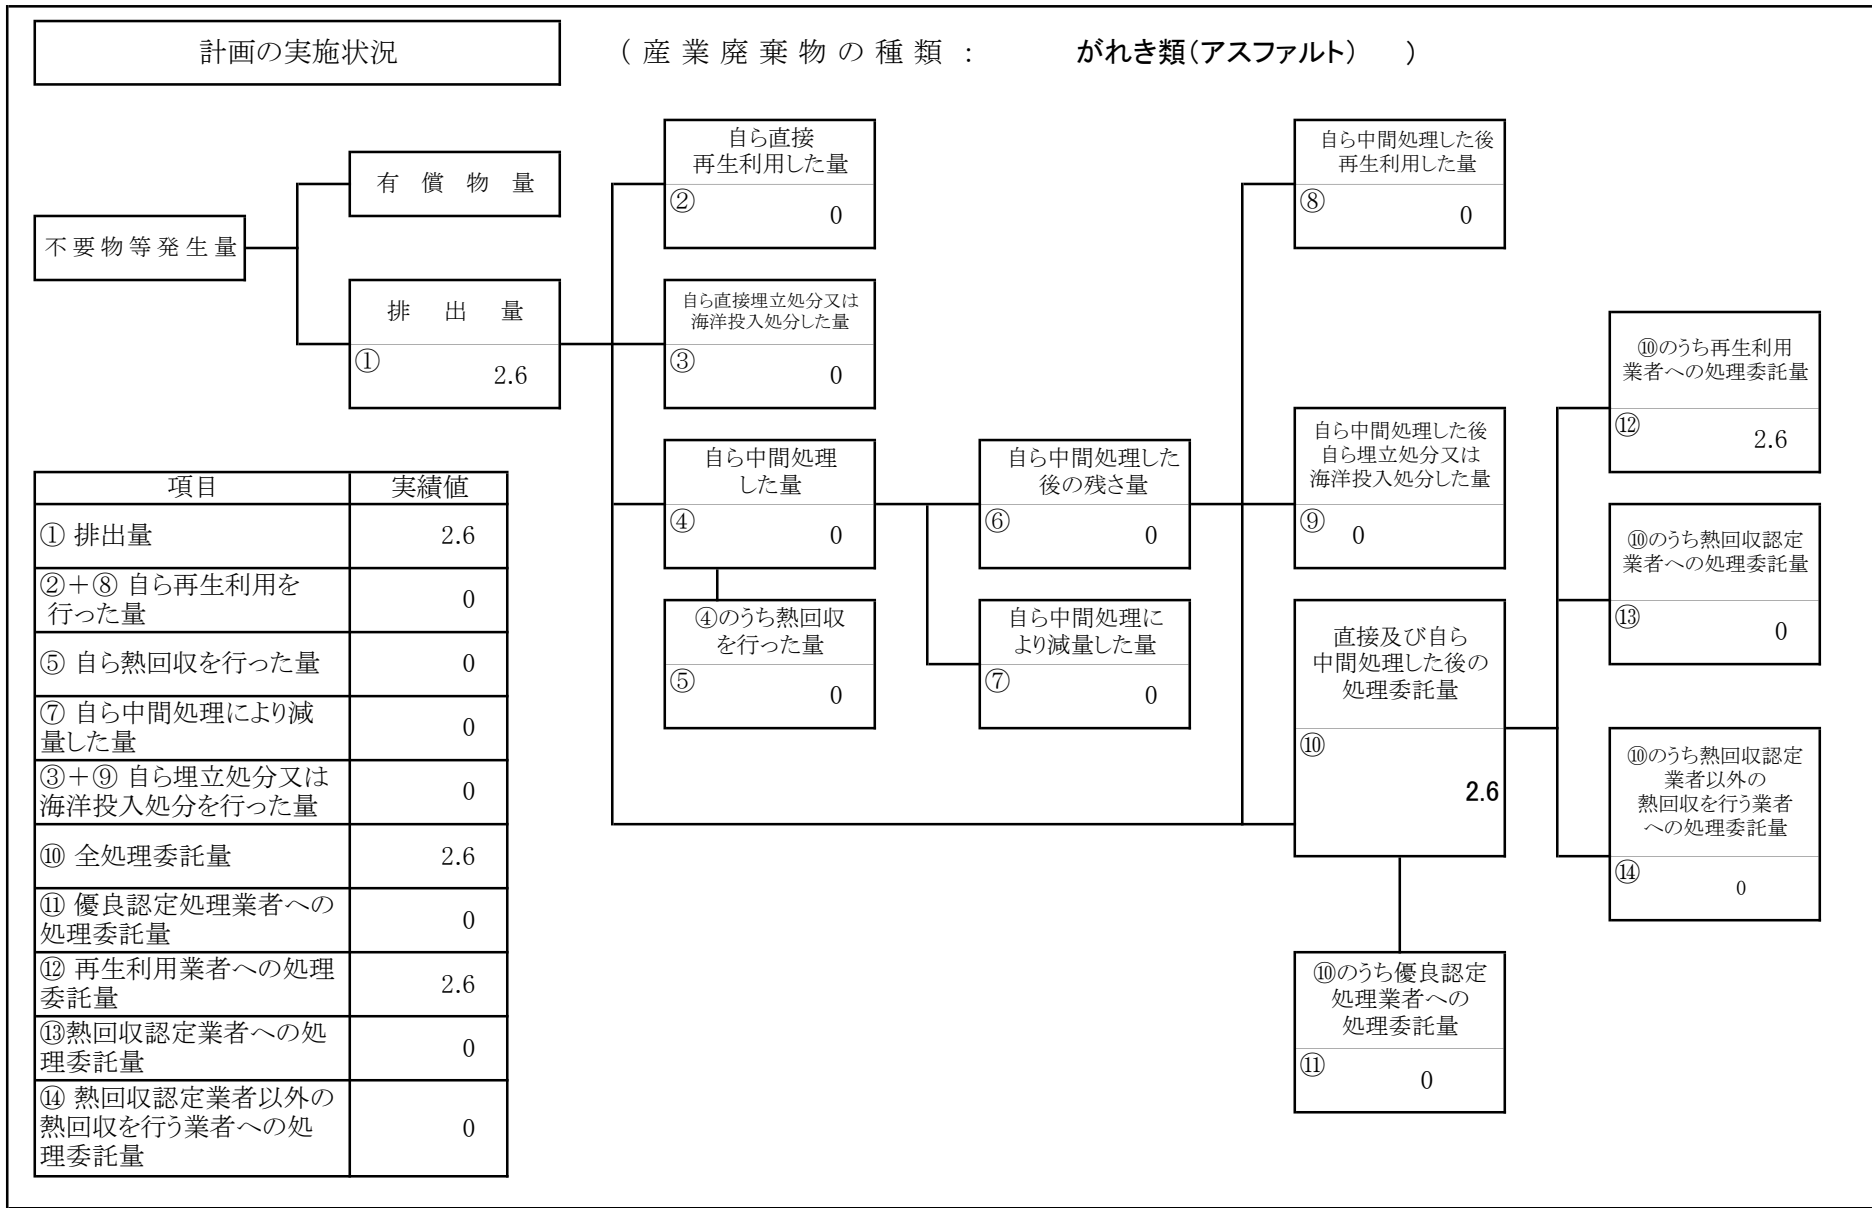 計画の実施状況
（ 産 業 廃 棄 物 の 種 類 ： がれき類（アスファルト） ）
不 要 物 等 発 生 量
有 償 物 量
排 出 量
①
2.6
自ら直接
再生利用した量
②
0
自ら直接埋立処分又は
海洋投入処分した量
③
0
自ら中間処理
した量
④
0
④のうち熱回収
を行った量
⑤
0
自ら中間処理した
後の残さ量
⑥
0
自ら中間処理に
より減量した量
⑦
0
自ら中間処理した後
再生利用した量
⑧
0
自ら中間処理した後
自ら埋立処分又は
海洋投入処分した量
⑨ 0
直接及び自ら
中間処理した後の
処理委託量
⑩
2.6
⑩のうち優良認定
処理業者への
処理委託量
⑪
0
⑩のうち再生利用
業者への処理委託量
⑫
2.6
⑩のうち熱回収認定
業者への処理委託量
⑬
0
⑩のうち熱回収認定
業者以外の
熱回収を行う業者
への処理委託量
⑭
0
項目 実績値
① 排出量 2.6
②＋⑧ 自ら再生利用を
行った量 0
⑤ 自ら熱回収を行った量 0
⑦ 自ら中間処理により減
量した量 0
③＋⑨ 自ら埋立処分又は
海洋投入処分を行った量 0
⑩ 全処理委託量 2.6
⑪ 優良認定処理業者への
処理委託量 0
⑫ 再生利用業者への処理
委託量 2.6
⑬熱回収認定業者への処
理委託量 0
⑭ 熱回収認定業者以外の
熱回収を行う業者への処
理委託量 0